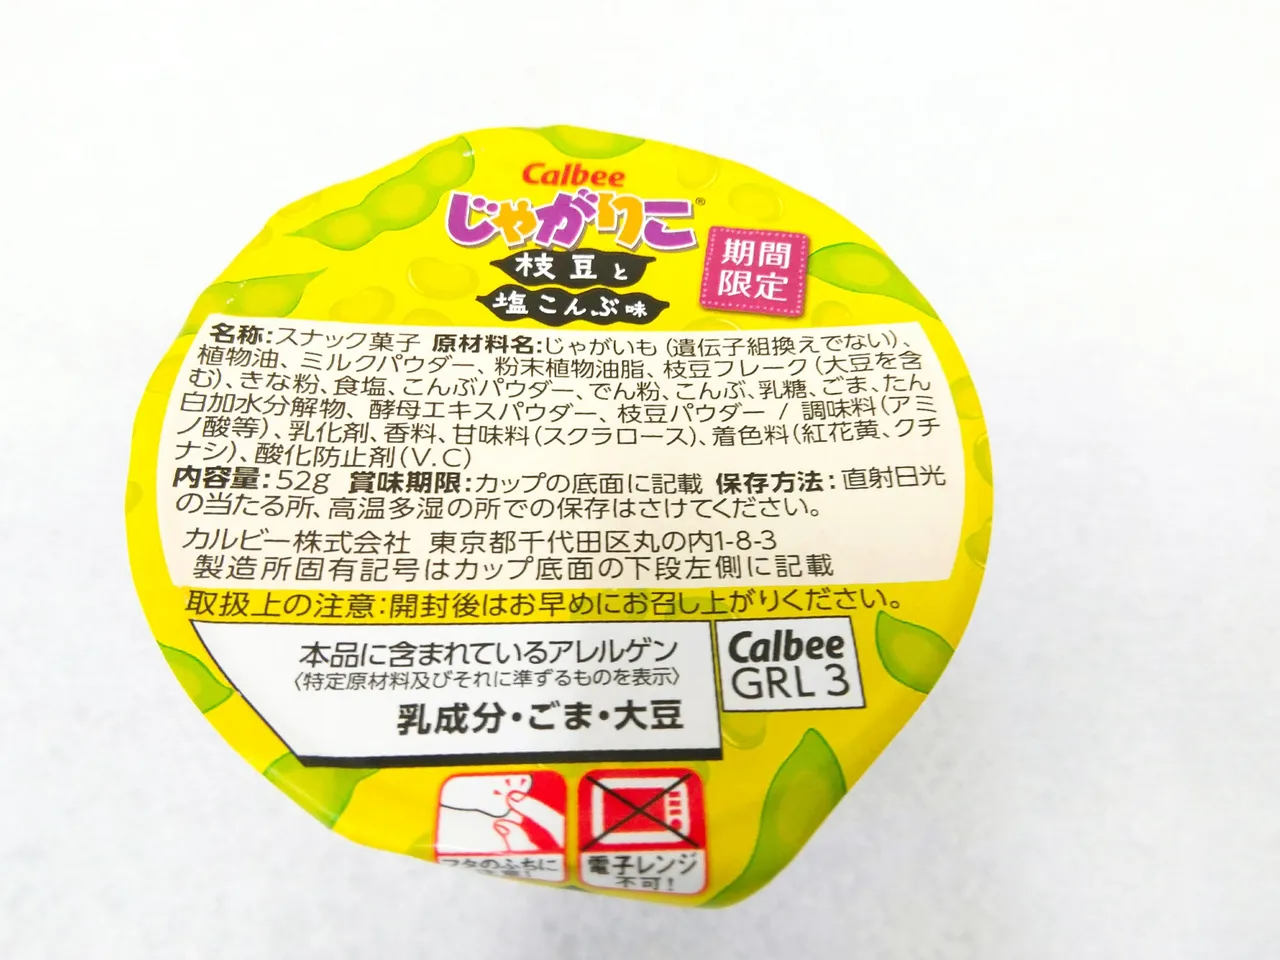 Calbee
じゃがりこ®
枝豆と
塩こんぶ味
期間
限定
名称:スナック菓子 原材料名:じゃがいも(遺伝子組換えでない)、
植物油、ミルクパウダー、粉末植物油脂、枝豆フレーク(大豆を含
む)、きな粉、食塩、こんぶパウダー、でん粉、こんぶ、乳糖、ごま、たん
白加水分解物、酵母エキスパウダー、枝豆パウダー / 調味料(アミ
ノ酸等)、乳化剤、香料、甘味料(スクラロース)、着色料(紅花黄、クチ
ナシ)、酸化防止剤(V.C)
内容量:52g 賞味期限:カップの底面に記載 保存方法:直射日光
の当たる所、高温多湿の所での保存はさけてください。
カルビー株式会社 東京都千代田区丸の内1-8-3
製造所固有記号はカップ底面の下段左側に記載
取扱上の注意:開封後はお早めにお召し上がりください。
本品に含まれているアレルゲン
〈特定原材料及びそれに準ずるものを表示〉
乳成分・ごま・大豆
Calbee
GRL 3
フタのふちに
注意!
電子レンジ
不可!